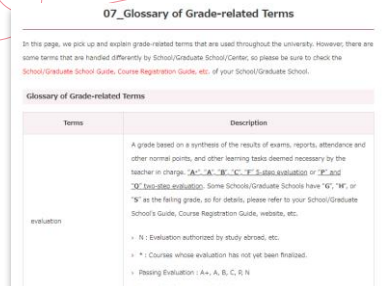 07_Glossary of Grade-related Terms
In this page, we pick up and explain grade-related terms that are used throughout the university. However, there are
some terms that are handled differently by School/Graduate School/Center, so please be sure to check the
School/Graduate School Guide, Course Registration Guide, etc. of your School/Graduate School.
Glossary of Grade-related Terms
Terms
Description
A grade based on a synthesis of the results of exams, reports, attendance and
other normal points, and other learning tasks deemed necessary by the
teacher in charge. "A+", "A", "B", "C", "F" 5-step evaluation or "P" and
"Q" two-step evaluation. Some Schools/Graduate Schools have "G", "H", or
"S" as the failing grade, so for details, please refer to your School/Graduate
School's Guide, Course Registration Guide, website, etc.
evaluation
> N : Evaluation authorized by study abroad, etc.
> * : Courses whose evaluation has not yet been finalized.
> Passing Evaluation : A+, A, B, C, P, N